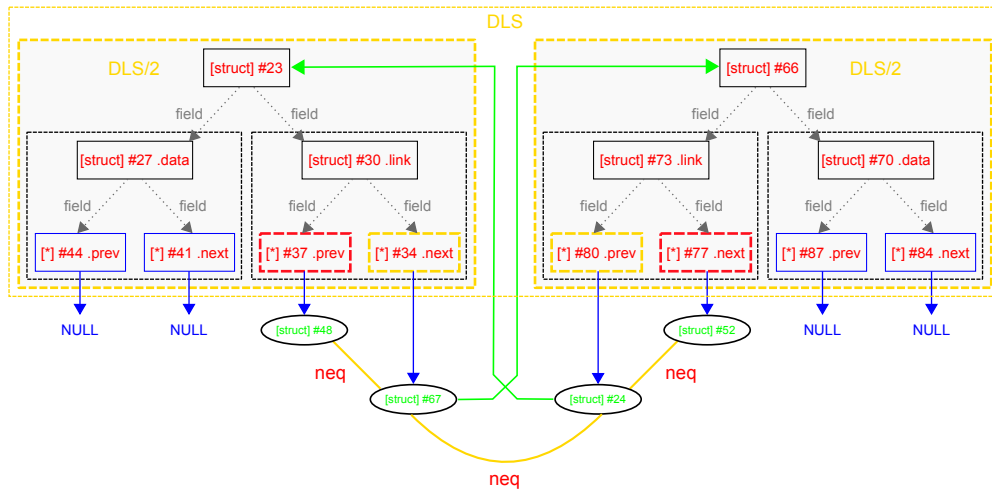 DLS
DLS/2
[struct] #23
[struct] #66
DLS/2
field
field
field
field
[struct] #27 .data
[struct] #30 .link
[struct] #73 .link
[struct] #70 .data
field
field
field
field
field
field
field
field
[*] #44 .prev
[*] #41 .next
[*] #37 .prev
[*] #34 .next
[*] #80 .prev
[*] #77 .next
[*] #87 .prev
[*] #84 .next
NULL
NULL
[struct] #48
[struct] #52
NULL
NULL
neq
neq
[struct] #67
[struct] #24
neq